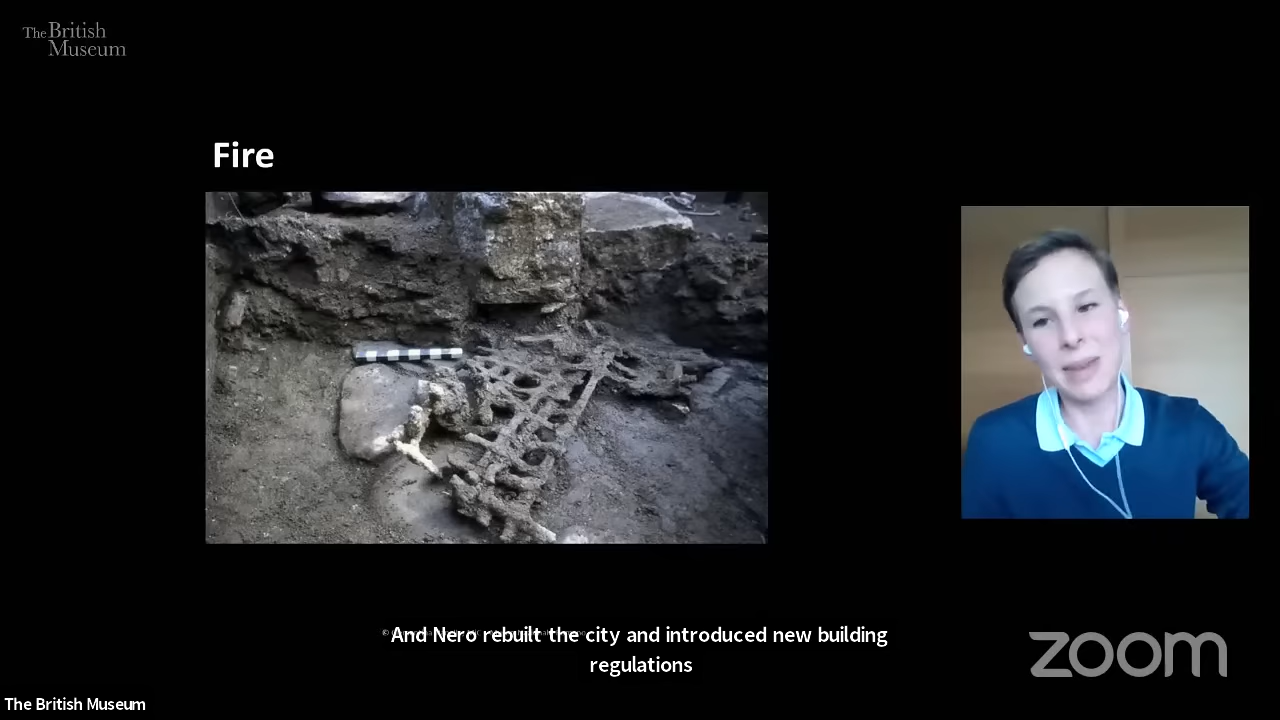 The British
Museum
Fire
And Nero rebuilt the city and introduced new building
regulations
zoom
The British Museum